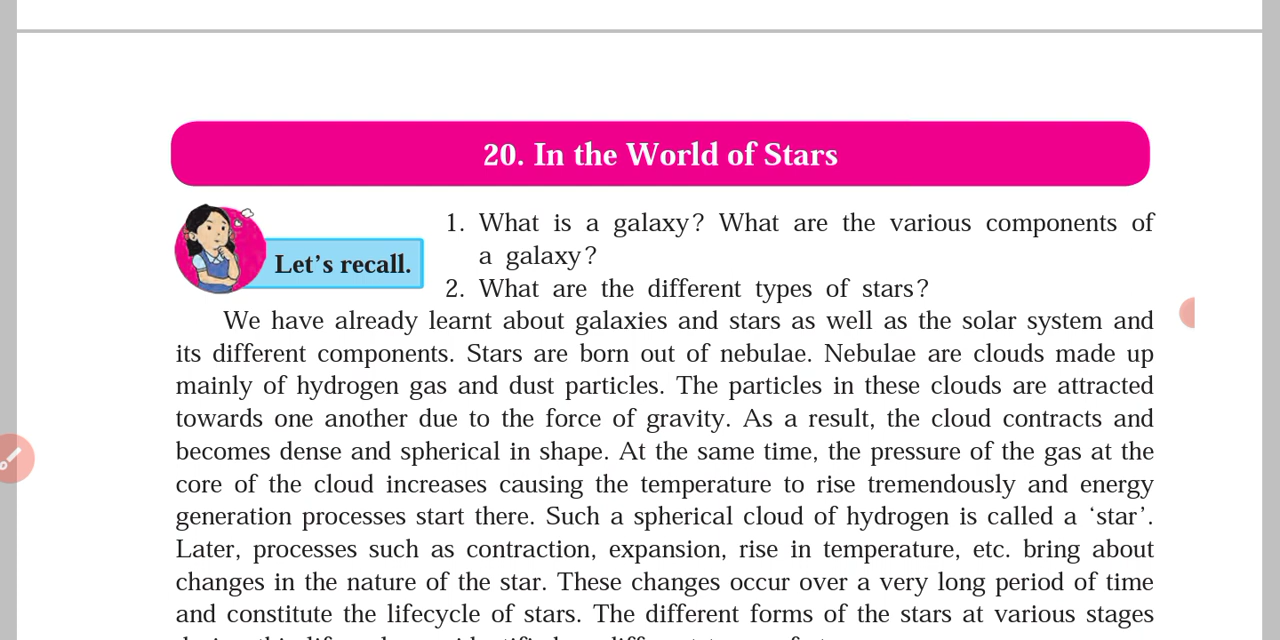 20. In the World of Stars
1. What is a galaxy? What are the various components of
a galaxy?
Let’s recall.
2. What are the different types of stars?
We have already learnt about galaxies and stars as well as the solar system and
its different components. Stars are born out of nebulae. Nebulae are clouds made up
mainly of hydrogen gas and dust particles. The particles in these clouds are attracted
towards one another due to the force of gravity. As a result, the cloud contracts and
becomes dense and spherical in shape. At the same time, the pressure of the gas at the
core of the cloud increases causing the temperature to rise tremendously and energy
generation processes start there. Such a spherical cloud of hydrogen is called a ‘star’.
Later, processes such as contraction, expansion, rise in temperature, etc. bring about
changes in the nature of the star. These changes occur over a very long period of time
and constitute the lifecycle of stars. The different forms of the stars at various stages